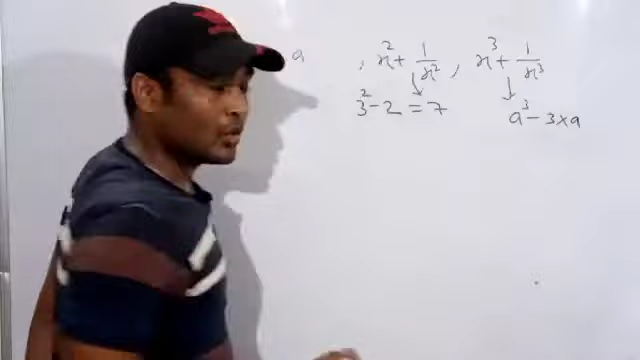 a , x² + 1/x² , x³ + 1/x³
3² - 2 = 7
a³ - 3×a